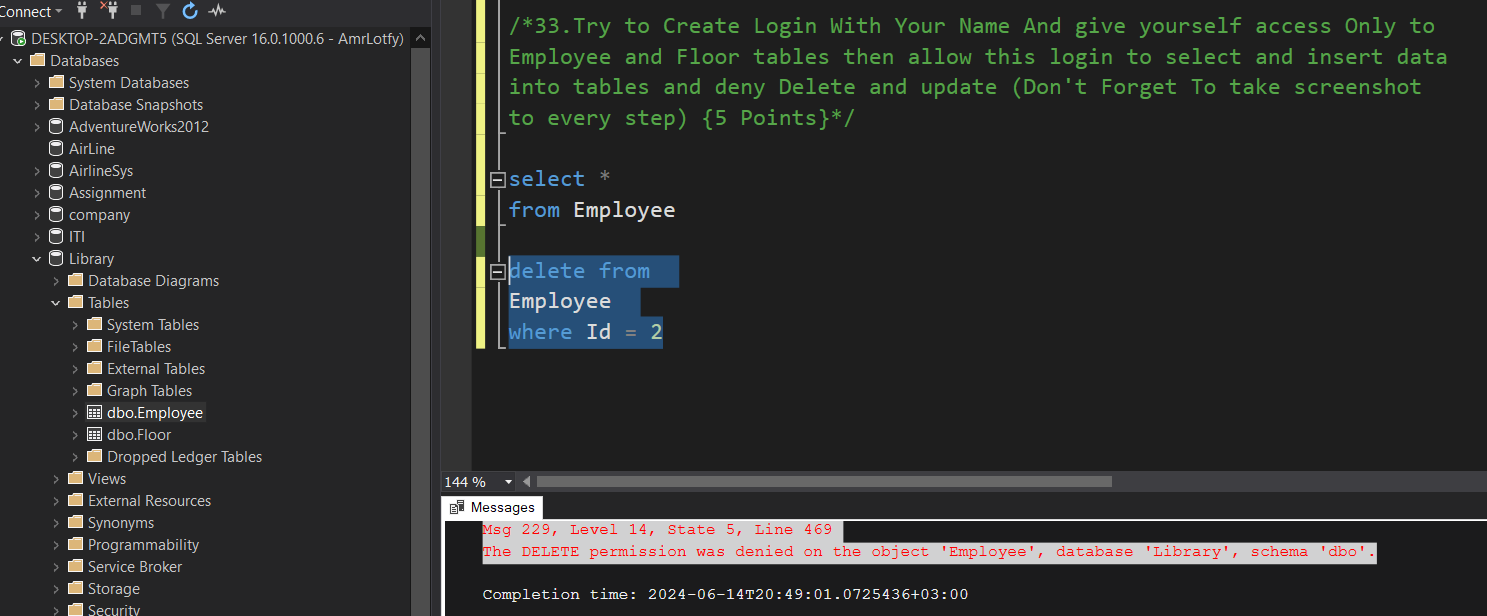 Connect
DESKTOP-2ADGMT5 (SQL Server 16.0.1000.6 - AmrLotfy)
Databases
System Databases
Database Snapshots
AdventureWorks2012
AirLine
AirlineSys
Assignment
company
ITI
Library
Database Diagrams
Tables
System Tables
FileTables
External Tables
Graph Tables
dbo.Employee
dbo.Floor
Dropped Ledger Tables
Views
External Resources
Synonyms
Programmability
Service Broker
Storage
Security
/*33.Try to Create Login With Your Name And give yourself access Only to
Employee and Floor tables then allow this login to select and insert data
into tables and deny Delete and update (Don't Forget To take screenshot
to every step) {5 Points}*/
select *
from Employee
delete from
Employee
where Id = 2
144 %
Messages
Msg 229, Level 14, State 5, Line 469
The DELETE permission was denied on the object 'Employee', database 'Library', schema 'dbo'.
Completion time: 2024-06-14T20:49:01.0725436+03:00